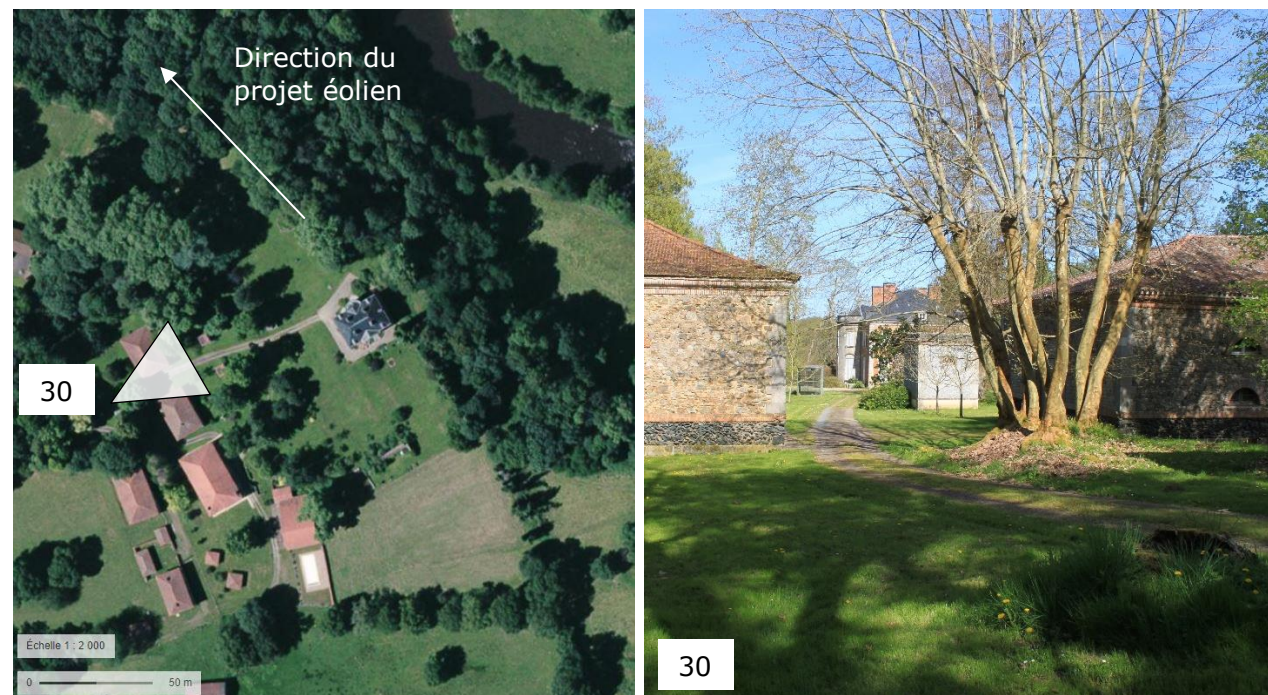 Direction du
projet éolien
30
Échelle 1 : 2 000
0 50 m
30